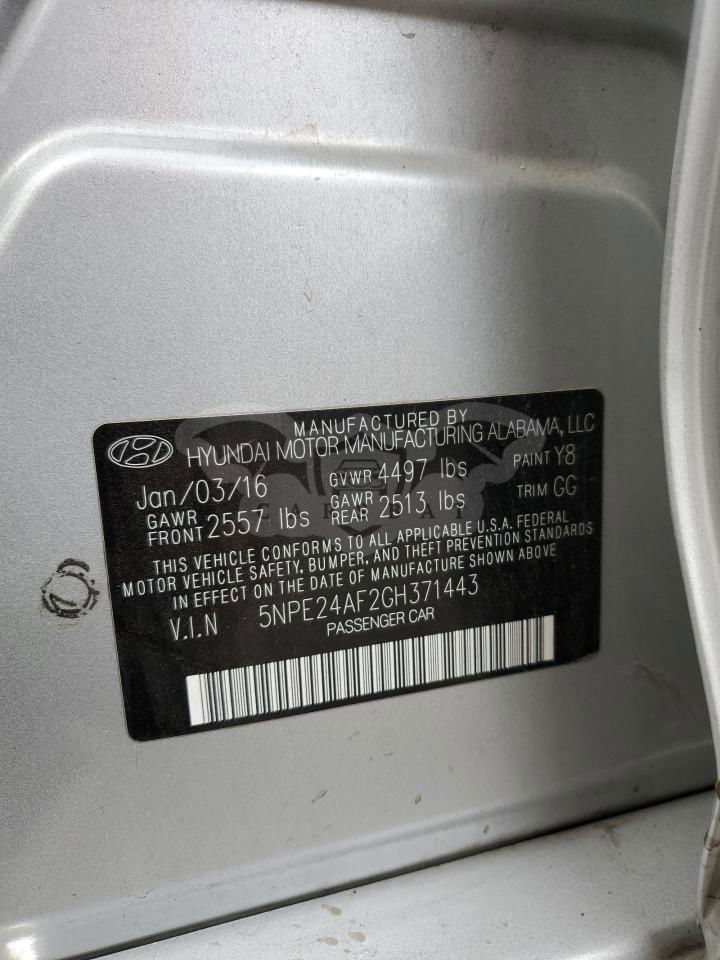 MANUFACTURED BY
HYUNDAI MOTOR MANUFACTURING ALABAMA, LLC
Jan/03/16 GVWR 4497 lbs PAINT Y8
GAWR FRONT 2557 lbs GAWR REAR 2513 lbs TRIM GG
THIS VEHICLE CONFORMS TO ALL APPLICABLE U.S.A. FEDERAL
MOTOR VEHICLE SAFETY, BUMPER, AND THEFT PREVENTION STANDARDS
IN EFFECT ON THE DATE OF MANUFACTURE SHOWN ABOVE
V.I.N 5NPE24AF2GH371443
PASSENGER CAR